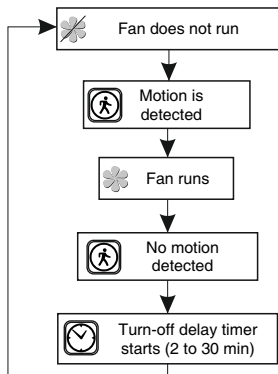 Fan does not run
Motion is
detected
Fan runs
No motion
detected
Turn-off delay timer
starts (2 to 30 min)